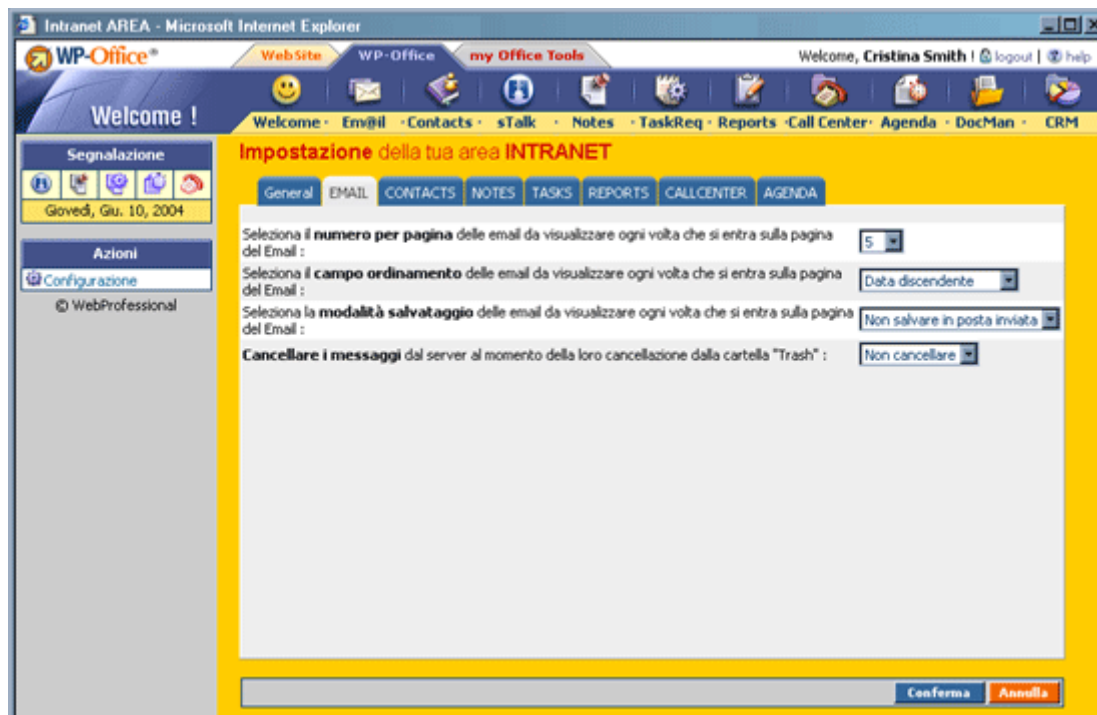 Intranet AREA - Microsoft Internet Explorer
WP-Office®
WebSite WP-Office my Office Tools
Welcome, Cristina Smith ! logout | help
Welcome !
Welcome · Em@il · Contacts · sTalk · Notes · TaskReq · Reports · Call Center · Agenda · DocMan · CRM
Segnalazione
Giovedì, Giu. 10, 2004
Azioni
Configurazione
© WebProfessional
Impostazione della tua area INTRANET
General EMAIL CONTACTS NOTES TASKS REPORTS CALLCENTER AGENDA
Seleziona il numero per pagina delle email da visualizzare ogni volta che si entra sulla pagina
del Email :
5
Seleziona il campo ordinamento delle email da visualizzare ogni volta che si entra sulla pagina
del Email :
Data discendente
Seleziona la modalità salvataggio delle email da visualizzare ogni volta che si entra sulla pagina
del Email :
Non salvare in posta inviata
Cancellare i messaggi dal server al momento della loro cancellazione dalla cartella "Trash" :
Non cancellare
Conferma Annulla